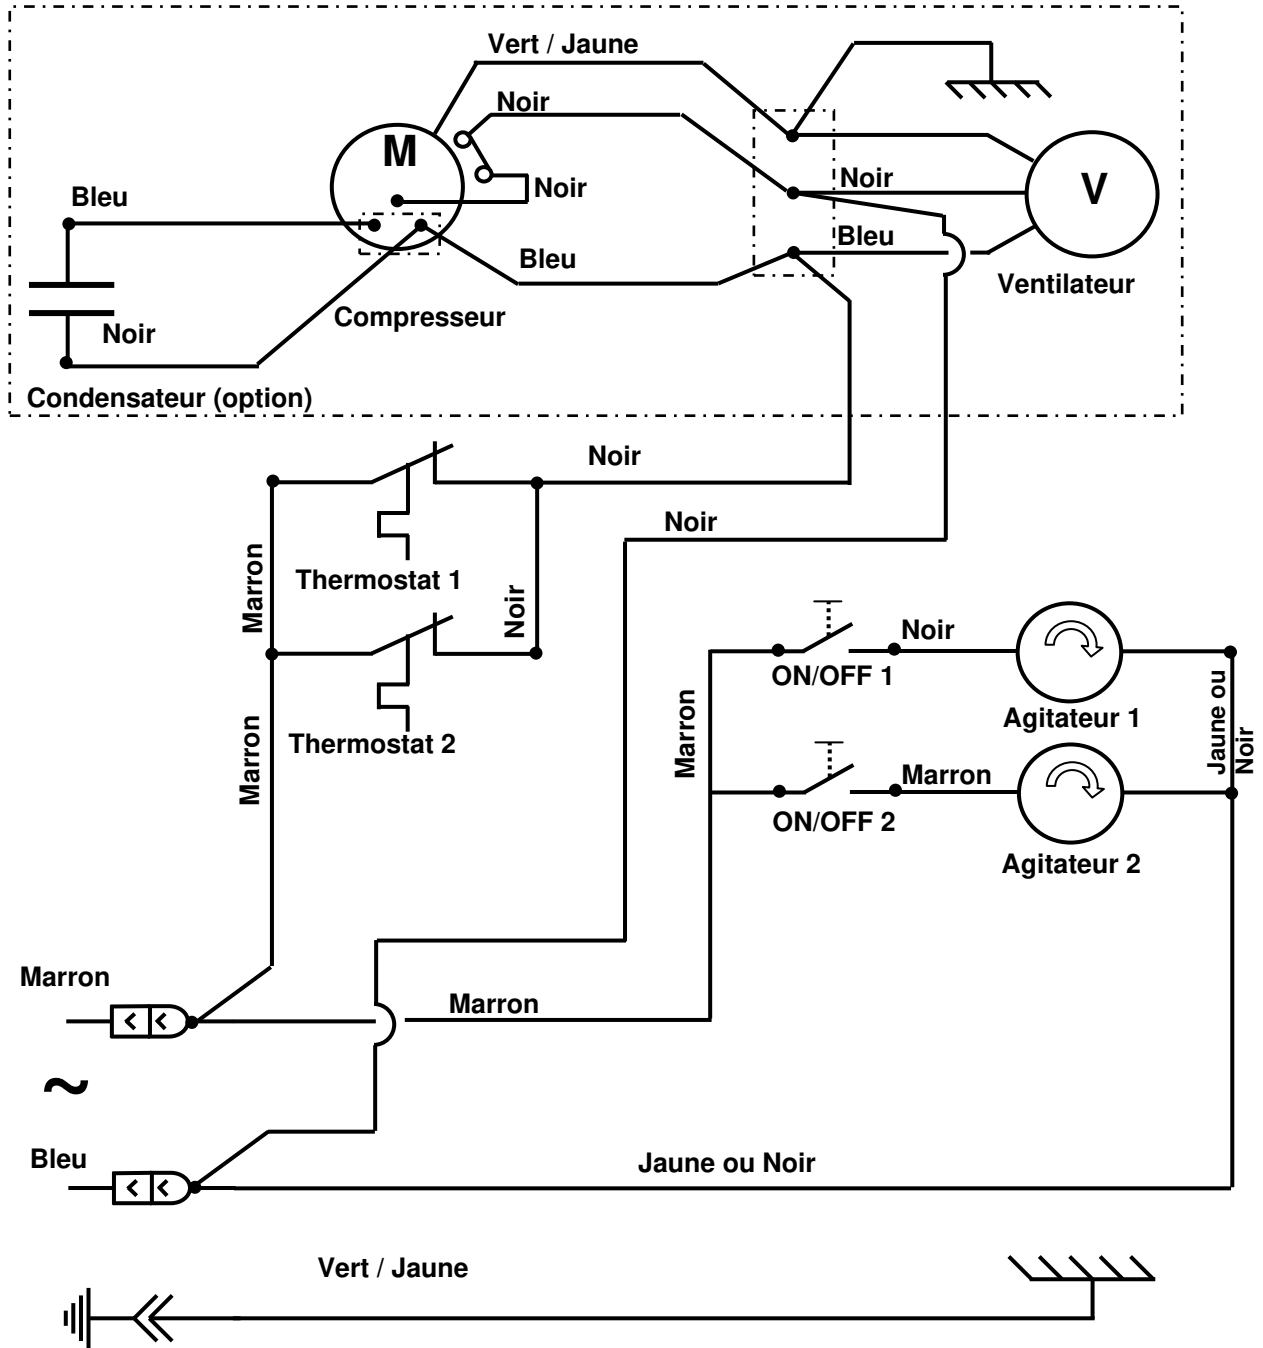 Vert / Jaune
Noir
M
Noir
Noir
V
Bleu
Bleu
Bleu
Ventilateur
Compresseur
Noir
Condensateur (option)
Noir
Noir
Marron
Thermostat 1
Noir
Noir
ON/OFF 1
Agitateur 1
Jaune ou
Noir
Marron
Marron
Thermostat 2
Marron
ON/OFF 2
Agitateur 2
Marron
Marron
~
Bleu
Jaune ou Noir
Vert / Jaune